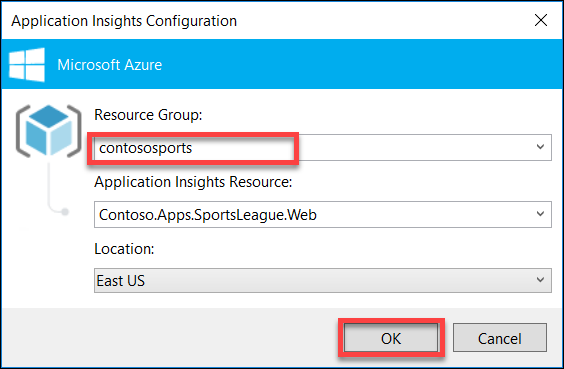 Application Insights Configuration
Microsoft Azure
Resource Group:
contososports
Application Insights Resource:
Contoso.Apps.SportsLeague.Web
Location:
East US
OK Cancel